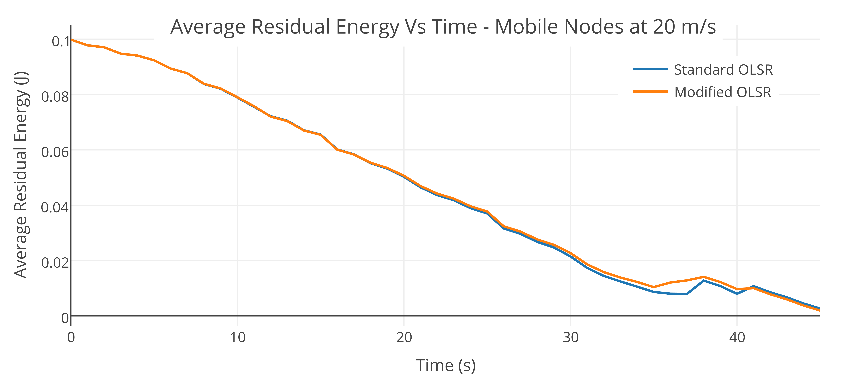 Average Residual Energy Vs Time - Mobile Nodes at 20 m/s
Standard OLSR
Modified OLSR
Average Residual Energy (J)
0.1
0.08
0.06
0.04
0.02
0
0 10 20 30 40
Time (s)